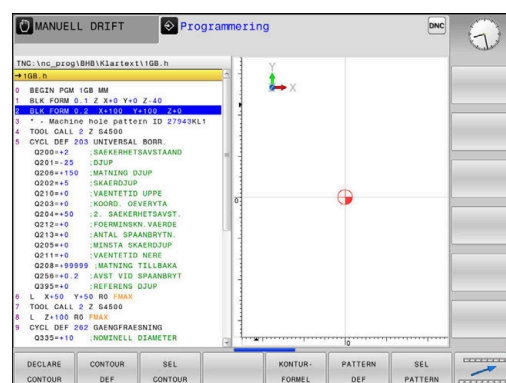 MANUELL DRIFT
Programmering
DNC
TNC:\nc_prog\BHB\Klartext\1GB.h
→1GB.h
0 BEGIN PGM 1GB MM
1 BLK FORM 0.1 Z X+0 Y+0 Z-40
2 BLK FORM 0.2 X+100 Y+100 Z+0
3 * - Machine hole pattern ID 27943KL1
4 TOOL CALL 2 Z S4500
5 CYCL DEF 203 UNIVERSAL BORR.
Q200=+2 ;SAEKERHETSAVSTAAND
Q201=-25 ;DJUP
Q206=+150 ;MATNING DJUP
Q202=+5 ;SKAERDJUP
Q210=+0 ;VAENTETID UPPE
Q203=+0 ;KOORD. OEVERYTA
Q204=+50 ;2. SAEKERHETSAVST.
Q212=+0 ;FOERMINSKN.VAERDE
Q213=+0 ;ANTAL SPAANBRYTN.
Q205=+0 ;MINSTA SKAERDJUP
Q211=+0 ;VAENTETID NERE
Q208=+99999 ;MATNING TILLBAKA
Q256=+0.2 ;AVST VID SPAANBRYT
Q395=+0 ;REFERENS DJUP
6 L X+50 Y+50 R0 FMAX
7 TOOL CALL 2 Z S4500
8 L Z+100 R0 FMAX
9 CYCL DEF 262 GAENGFRAESNING
Q335=+10 ;NOMINELL DIAMETER
Y
X
0
0
DECLARE CONTOUR
CONTOUR DEF
SEL CONTOUR
KONTUR- FORMEL
PATTERN DEF
SEL PATTERN